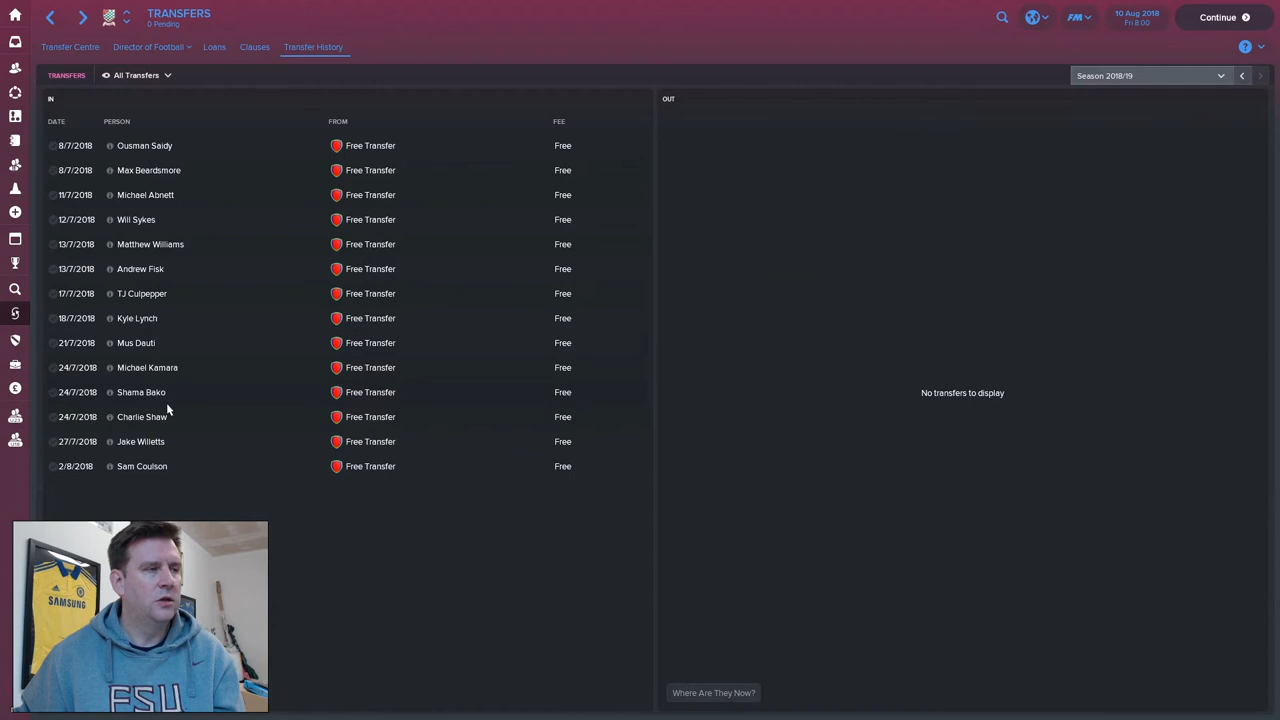 TRANSFERS
0 Pending
FM
10 Aug 2018
Fri 8:00
Continue
Transfer Centre
Director of Football
Loans
Clauses
Transfer History
?
TRANSFERS
All Transfers
Season 2018/19
IN
DATE PERSON FROM FEE
8/7/2018 Ousman Saidy Free Transfer Free
8/7/2018 Max Beardsmore Free Transfer Free
11/7/2018 Michael Abnett Free Transfer Free
12/7/2018 Will Sykes Free Transfer Free
13/7/2018 Matthew Williams Free Transfer Free
13/7/2018 Andrew Fisk Free Transfer Free
17/7/2018 TJ Culpepper Free Transfer Free
18/7/2018 Kyle Lynch Free Transfer Free
21/7/2018 Mus Dauti Free Transfer Free
24/7/2018 Michael Kamara Free Transfer Free
24/7/2018 Shama Bako Free Transfer Free
24/7/2018 Charlie Shaw Free Transfer Free
27/7/2018 Jake Willetts Free Transfer Free
2/8/2018 Sam Coulson Free Transfer Free
OUT
No transfers to display
Where Are They Now?
SAMSUNG
FSU